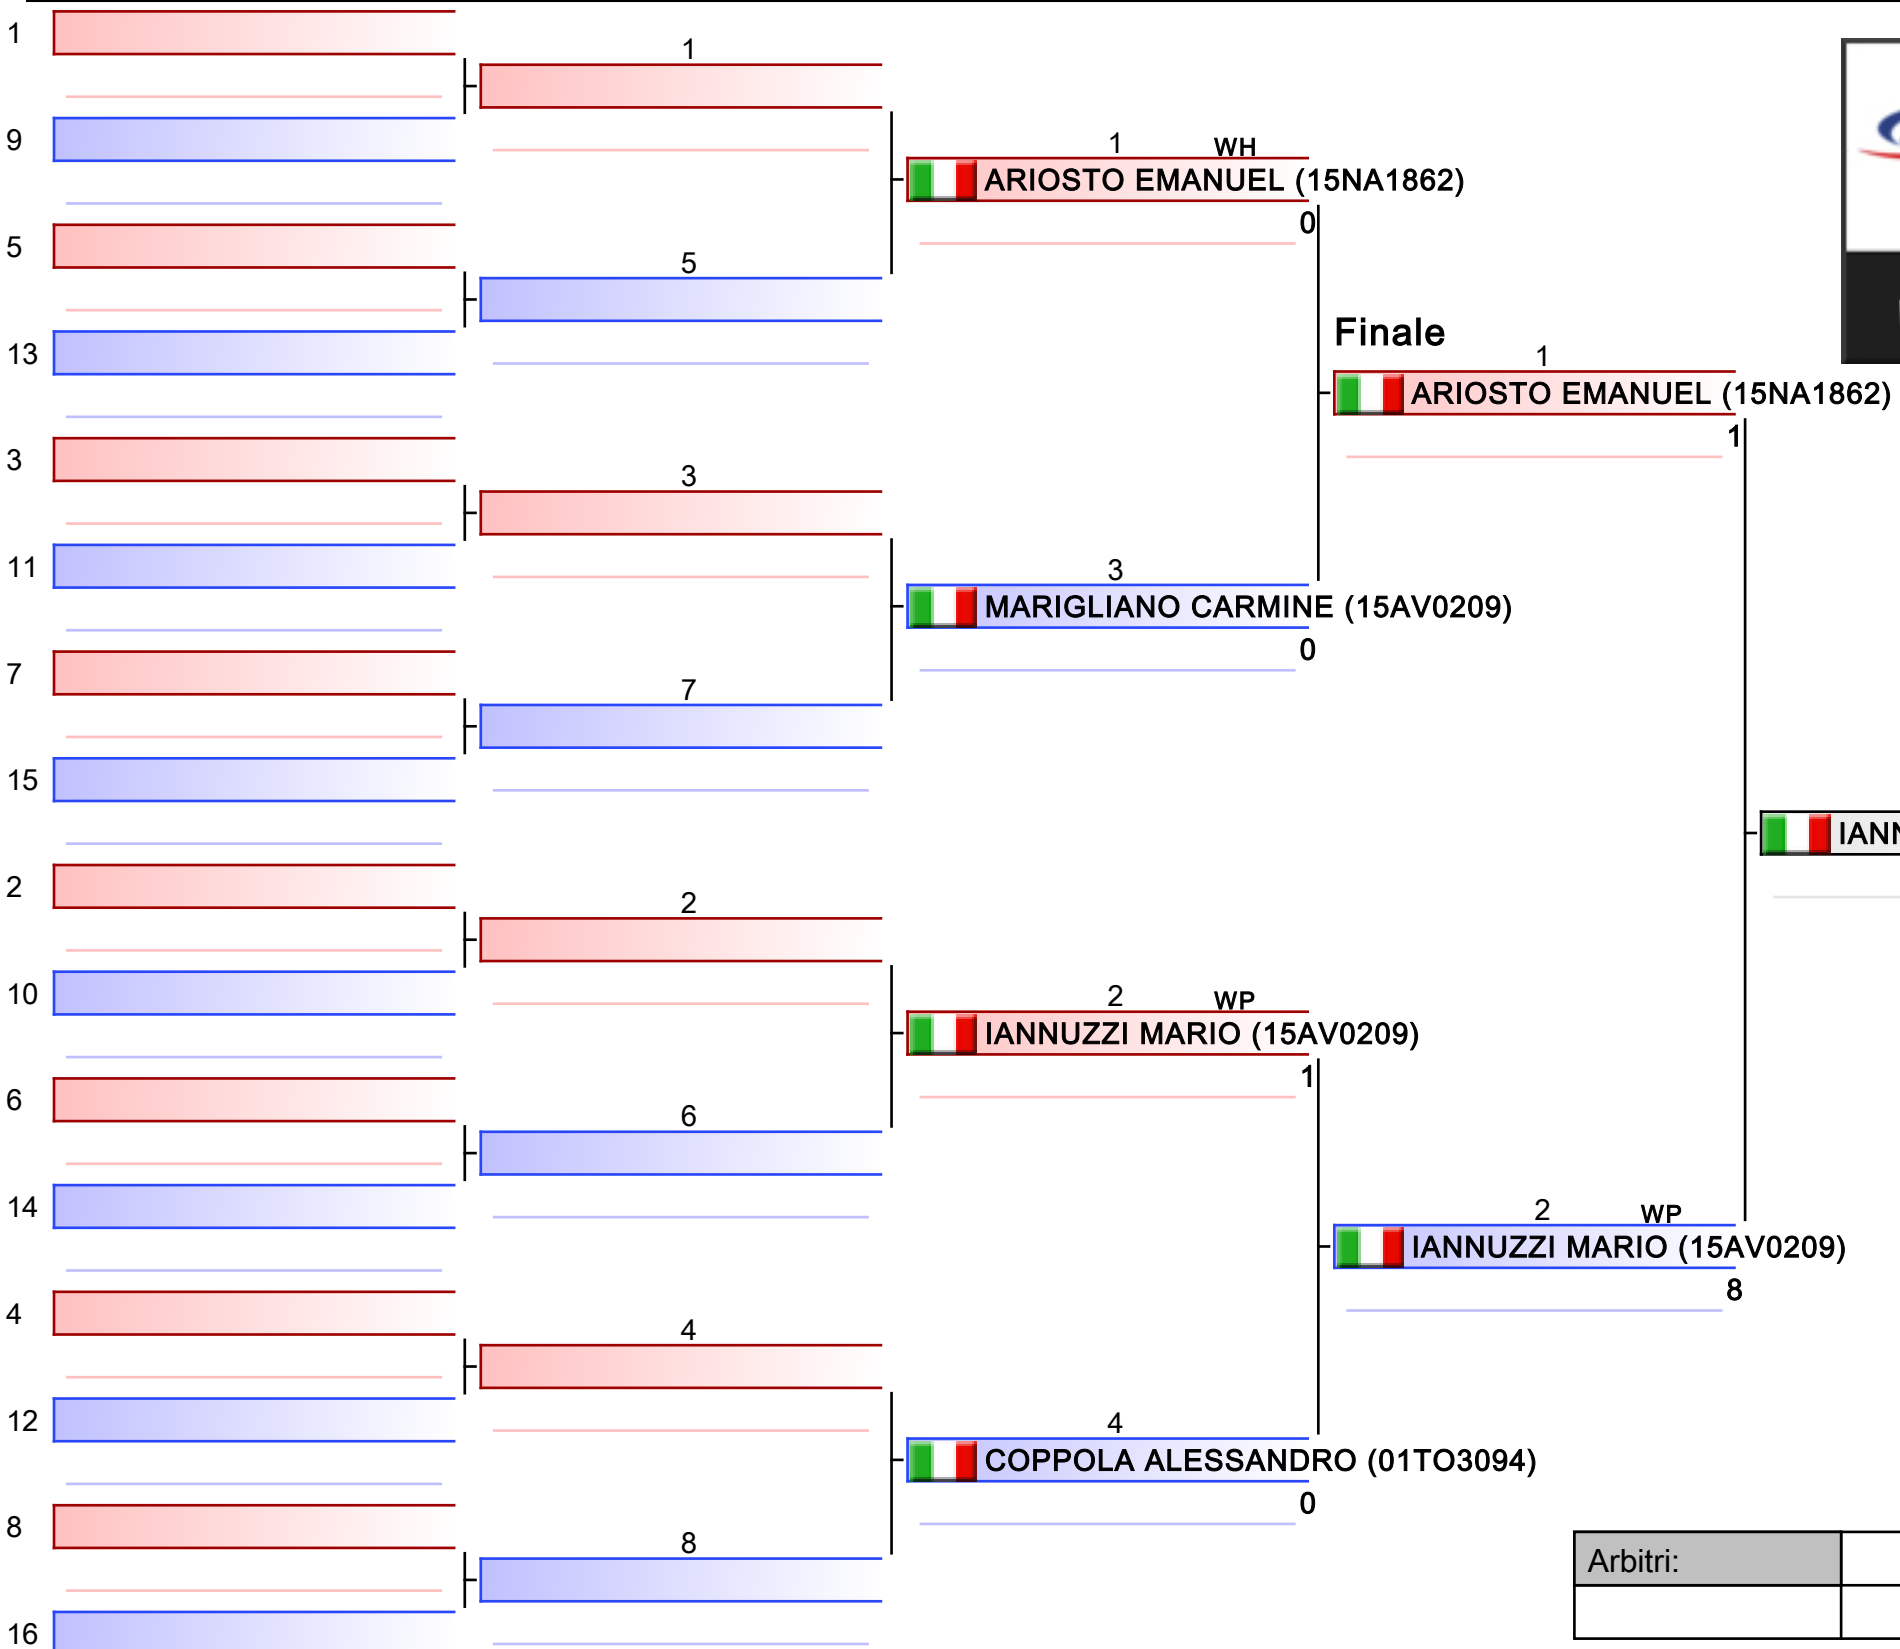 1
1
9
1 WH
ARIOSTO EMANUEL (15NA1862)
0
5
5
Finale
13
1
ARIOSTO EMANUEL (15NA1862)
1
3
3
11
3
MARIGLIANO CARMINE (15AV0209)
0
7
7
15
IANN
2
2
10
2 WP
IANNUZZI MARIO (15AV0209)
1
6
6
14
2 WP
IANNUZZI MARIO (15AV0209)
8
4
4
12
4
COPPOLA ALESSANDRO (01TO3094)
0
8
8
Arbitri:
16